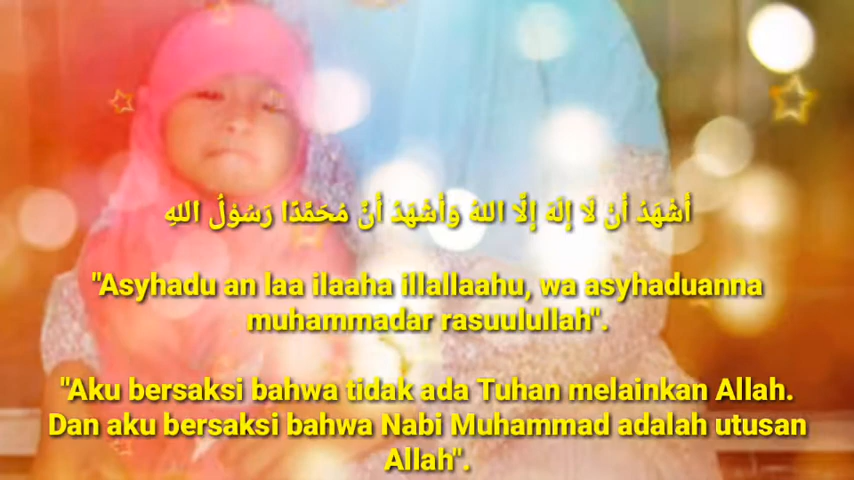 أَشْهَدُ أَنْ لَا إِلَهَ إِلَّا اللهُ وَأَشْهَدُ أَنَّ مُحَمَّدًا رَسُوْلُ اللهِ
"Asyhadu an laa ilaaha illallaahu, wa asyhaduanna
muhammadar rasuulullah".
"Aku bersaksi bahwa tidak ada Tuhan melainkan Allah.
Dan aku bersaksi bahwa Nabi Muhammad adalah utusan
Allah".